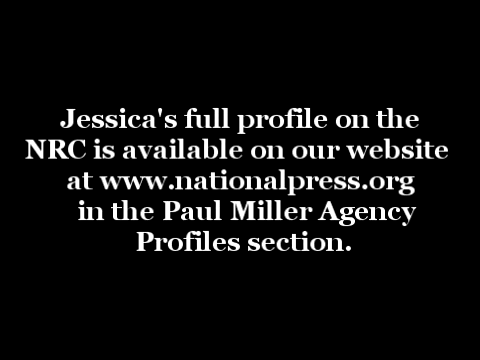 Jessica's full profile on the
NRC is available on our website
at www.nationalpress.org
in the Paul Miller Agency
Profiles section.